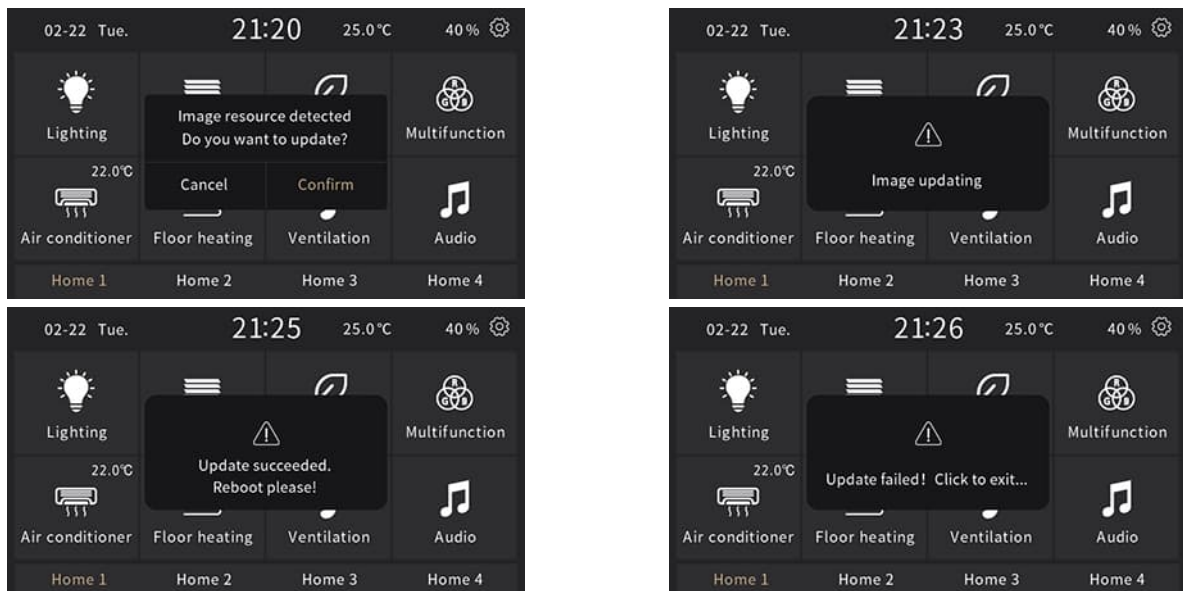 02-22 Tue. 21:20 25.0℃ 40%
Image resource detected
Do you want to update?
Lighting Multifunction
22.0℃
Cancel Confirm
Air conditioner Floor heating Ventilation Audio
Home 1 Home 2 Home 3 Home 4
02-22 Tue. 21:23 25.0℃ 40%
R
G B
Lighting Multifunction
22.0℃
Image updating
Air conditioner Floor heating Ventilation Audio
Home 1 Home 2 Home 3 Home 4
02-22 Tue. 21:25 25.0℃ 40%
R
G B
Lighting Multifunction
Update succeeded.
22.0℃
Reboot please!
Air conditioner Floor heating Ventilation Audio
Home 1 Home 2 Home 3 Home 4
02-22 Tue. 21:26 25.0℃ 40%
R
G B
Lighting Multifunction
22.0℃
Update failed! Click to exit...
Air conditioner Floor heating Ventilation Audio
Home 1 Home 2 Home 3 Home 4